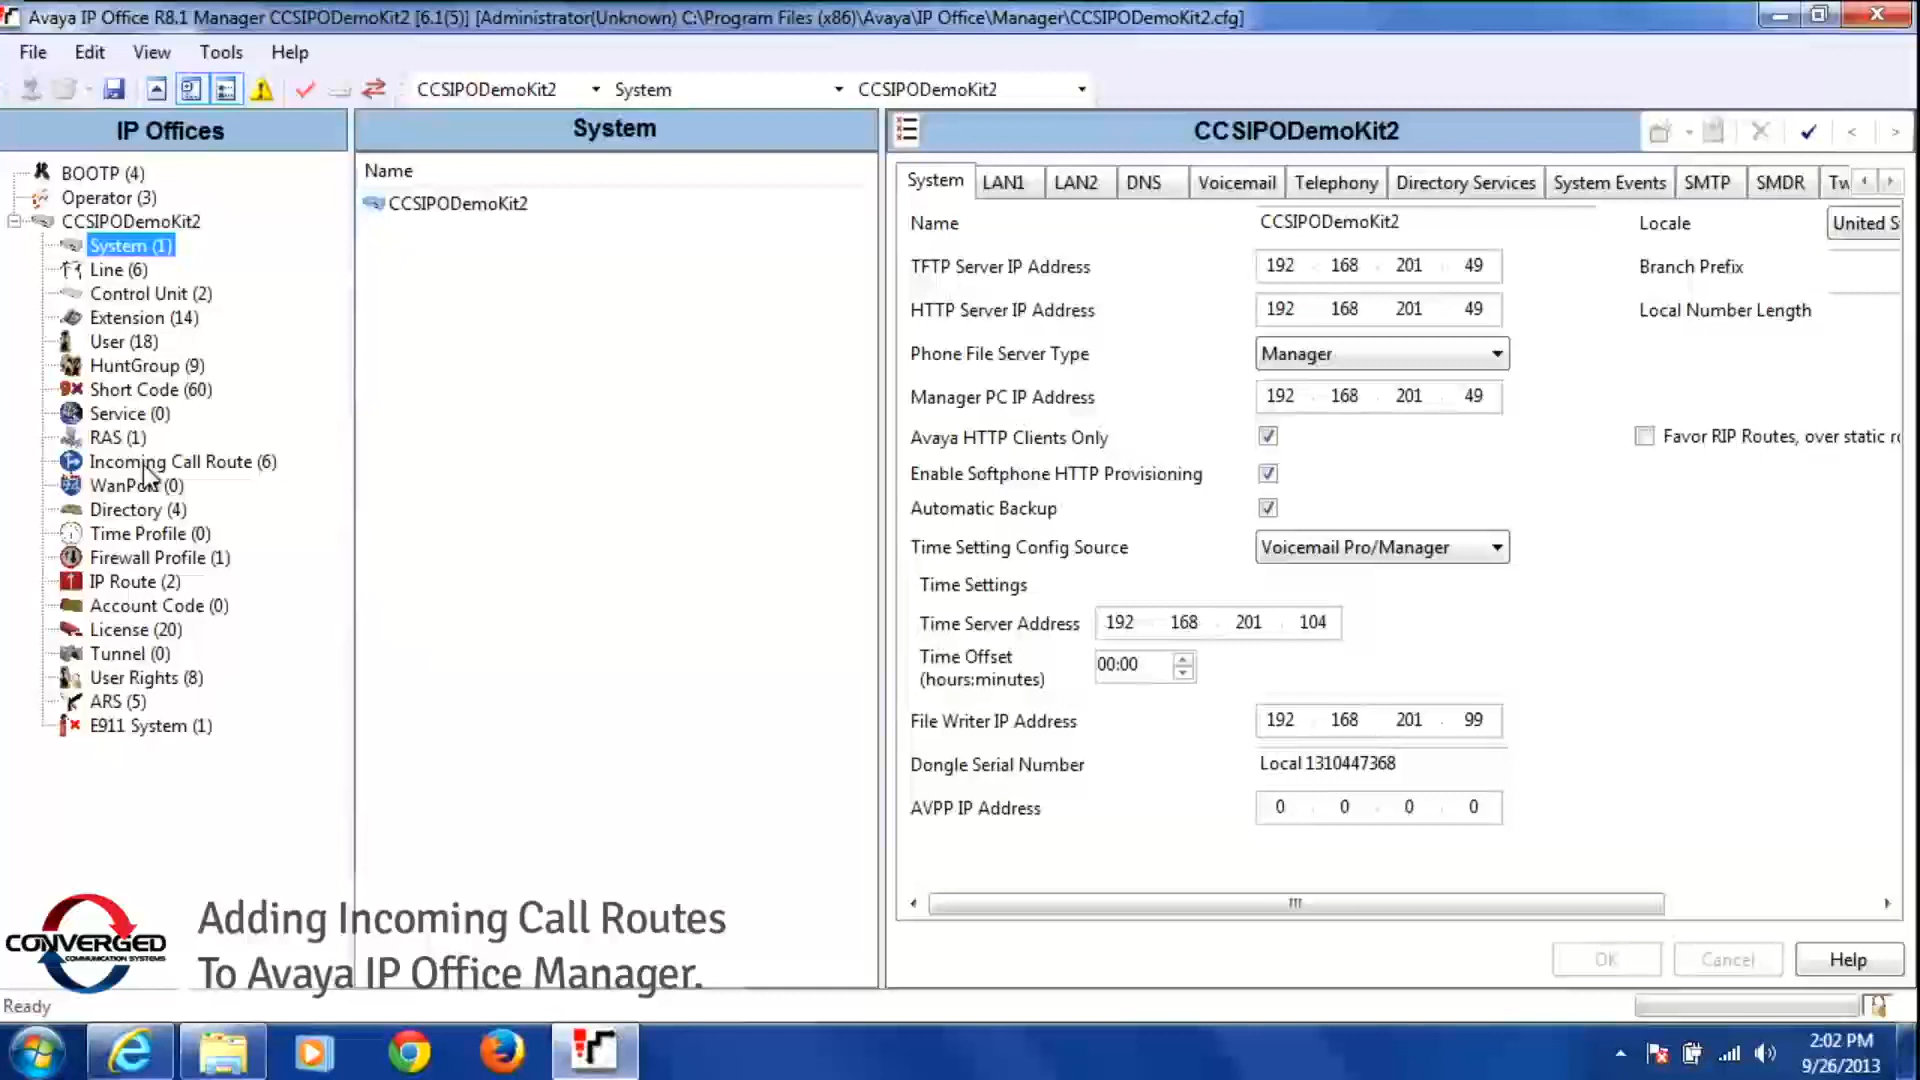 Avaya IP Office R8.1 Manager CCSIPODemoKit2 [6.1(5)] [Administrator(Unknown) C:\Program Files (x86)\Avaya\IP Office\Manager\CCSIPODemoKit2.cfg]
File Edit View Tools Help
CCSIPODemoKit2 System CCSIPODemoKit2
IP Offices
BOOTP (4)
Operator (3)
CCSIPODemoKit2
System (1)
Line (6)
Control Unit (2)
Extension (14)
User (18)
HuntGroup (9)
Short Code (60)
Service (0)
RAS (1)
Incoming Call Route (6)
WanPort (0)
Directory (4)
Time Profile (0)
Firewall Profile (1)
IP Route (2)
Account Code (0)
License (20)
Tunnel (0)
User Rights (8)
ARS (5)
E911 System (1)
System
Name
CCSIPODemoKit2
CCSIPODemoKit2
System LAN1 LAN2 DNS Voicemail Telephony Directory Services System Events SMTP SMDR Tw
Name CCSIPODemoKit2 Locale United S
TFTP Server IP Address 192 . 168 . 201 . 49 Branch Prefix
HTTP Server IP Address 192 . 168 . 201 . 49 Local Number Length
Phone File Server Type Manager
Manager PC IP Address 192 . 168 . 201 . 49
Avaya HTTP Clients Only Favor RIP Routes, over static ro
Enable Softphone HTTP Provisioning
Automatic Backup
Time Setting Config Source Voicemail Pro/Manager
Time Settings
Time Server Address 192 . 168 . 201 . 104
Time Offset 00:00
(hours:minutes)
File Writer IP Address 192 . 168 . 201 . 99
Dongle Serial Number Local 1310447368
AVPP IP Address 0 . 0 . 0 . 0
OK Cancel Help
CONVERGED
COMMUNICATION SYSTEMS
Adding Incoming Call Routes
To Avaya IP Office Manager.
Ready
2:02 PM
9/26/2013